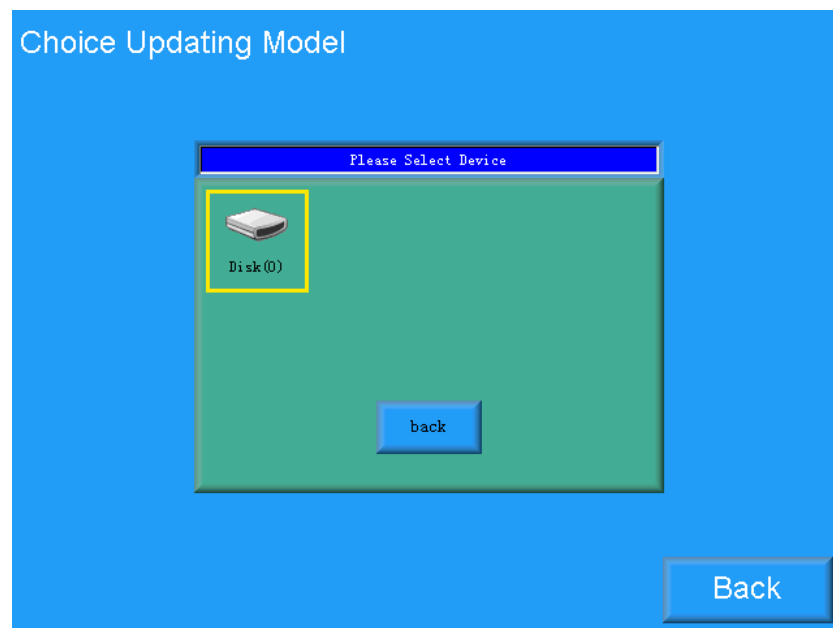 Choice Updating Model
Please Select Device
Disk(0)
back
Back